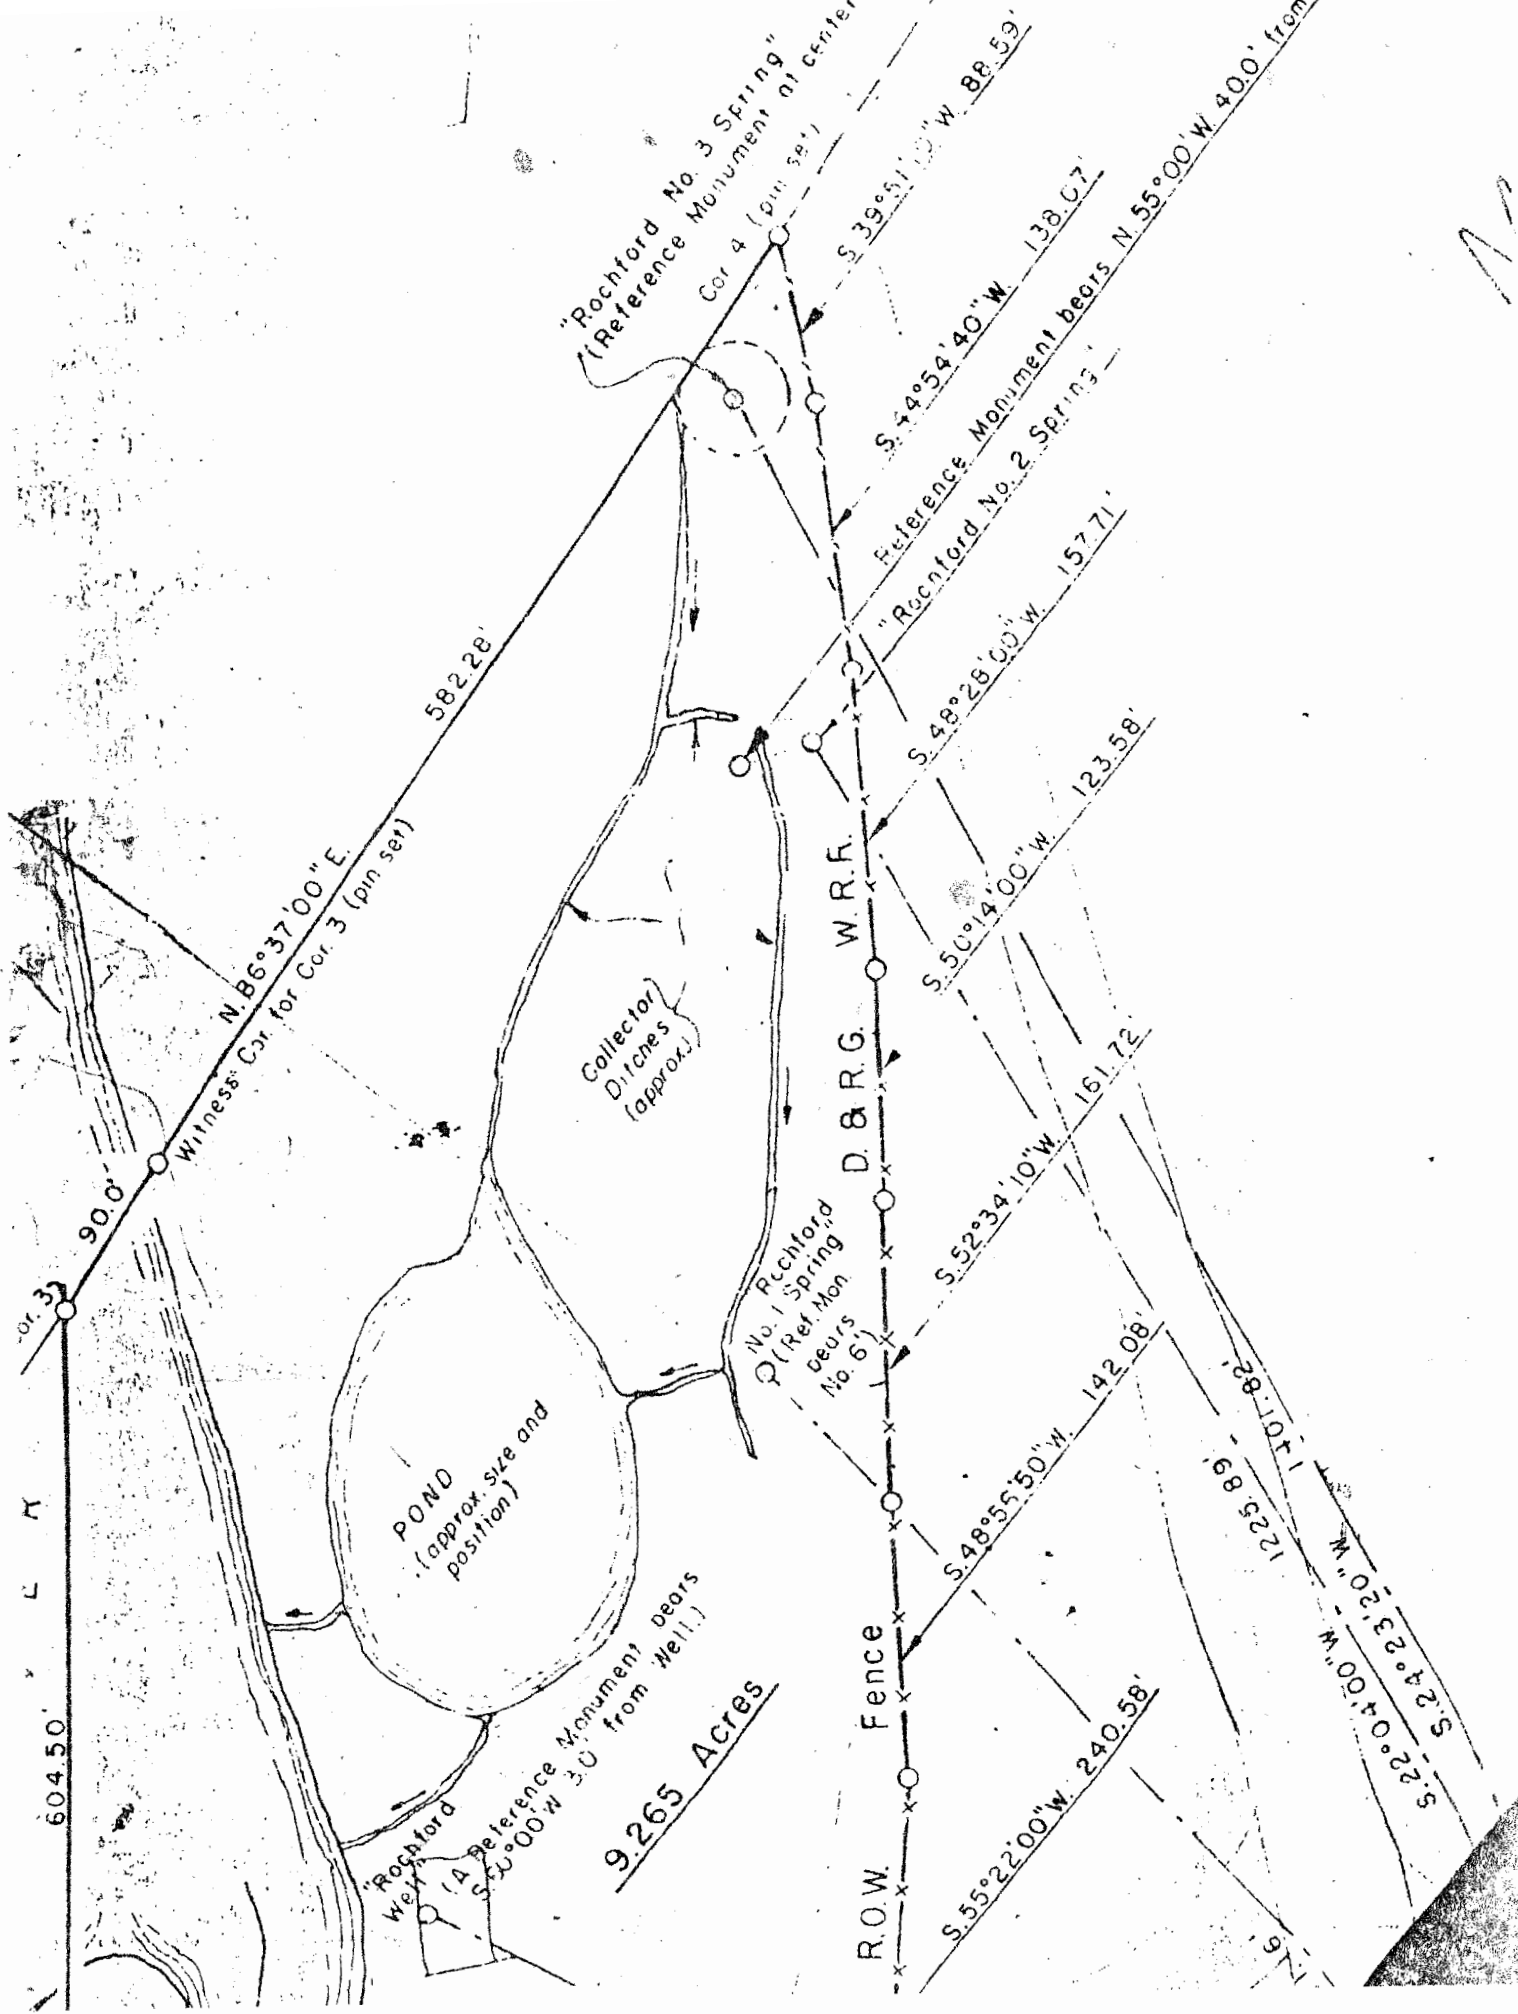 "Rochford No. 3 Spring"
(Reference Monument at center
Cor 4 (pin set)
S 39°51' "W. 88.59'
S. 44°54'40"W. 138.07'
Reference Monument bears N. 55°00'W. 40.0' from
"Rochford No. 2 Spring"
S. 48°28'00"W. 157.71'
S. 50°14'00"W. 123.58'
S. 52°34'10"W. 161.72'
S. 48°55'50"W. 142.08'
S. 55°22'00"W. 240.58'
582.28'
N. 86°37'00" E.
Witness Cor. for Cor. 3 (pin set)
90.0'
or. 3
604.50'
Collector
Ditches
(approx.)
POND
(approx. size and
position)
"Rochford
No. 1 Spring"
(Ref. Mon
bears
No. 6')
"Rochford
Well"
(A Reference Monument bears
S. 50°00'W 3.0' from Well.)
9.265 Acres
R.O.W. Fence D. & R.G. W. R.R.
1401.82'
1225.89'
S. 24°23'20" W
S. 22°04'00" W